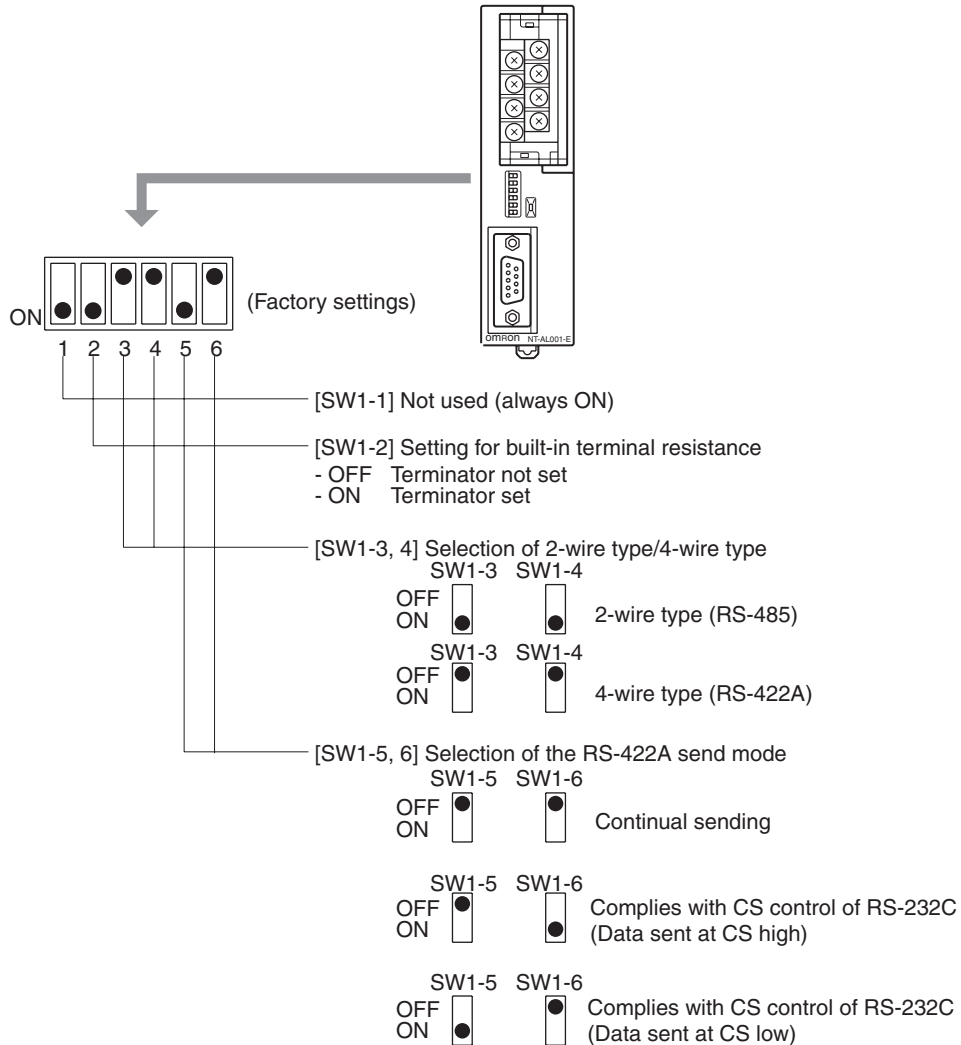 OMRON NT-AL001-E
ON
(Factory settings)
1 2 3 4 5 6
[SW1-1] Not used (always ON)
[SW1-2] Setting for built-in terminal resistance
- OFF Terminator not set
- ON Terminator set
[SW1-3, 4] Selection of 2-wire type/4-wire type
SW1-3 SW1-4
OFF
ON
2-wire type (RS-485)
SW1-3 SW1-4
OFF
ON
4-wire type (RS-422A)
[SW1-5, 6] Selection of the RS-422A send mode
SW1-5 SW1-6
OFF
ON
Continual sending
SW1-5 SW1-6
OFF
ON
Complies with CS control of RS-232C
(Data sent at CS high)
SW1-5 SW1-6
OFF
ON
Complies with CS control of RS-232C
(Data sent at CS low)